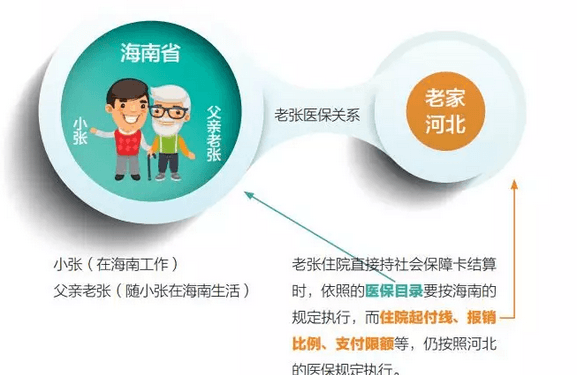 海南省
小张
父亲老张
老张医保关系
老家
河北
小张（在海南工作）
父亲老张（随小张在海南生活）
老张住院直接持社会保障卡结算
时，依照的医保目录要按海南的
规定执行，而住院起付线、报销
比例、支付限额等，仍按照河北
的医保规定执行。